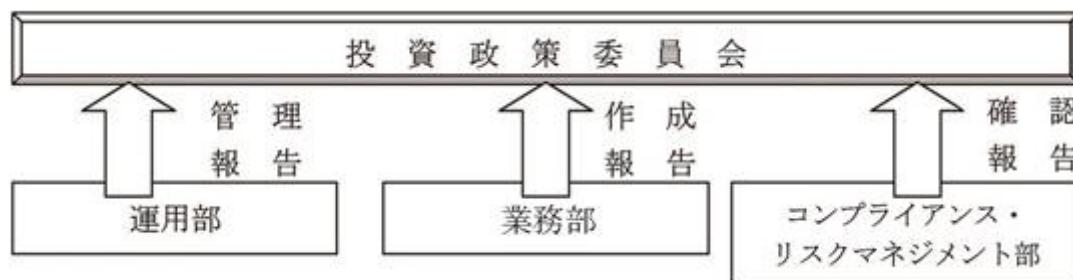 投資政策委員会
管理
報告
作成
報告
確認
報告
運用部
業務部
コンプライアンス・
リスクマネジメント部